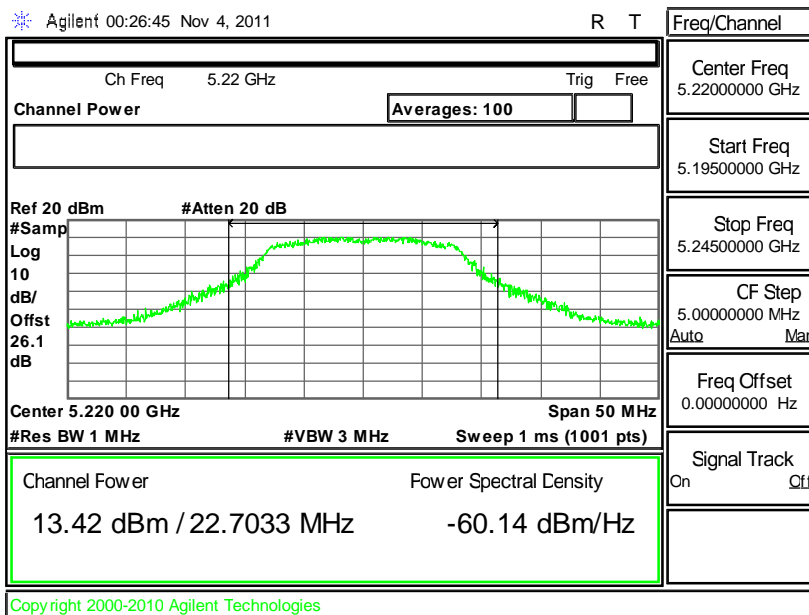 Agilent 00:26:45 Nov 4, 2011 R T
Ch Freq 5.22 GHz Trig Free
Channel Power Averages: 100
Ref 20 dBm #Atten 20 dB
#Samp
Log
10
dB/
Offst
26.1
dB
Center 5.220 00 GHz Span 50 MHz
#Res BW 1 MHz #VBW 3 MHz Sweep 1 ms (1001 pts)
Channel Fower Fower Spectral Density
13.42 dBm / 22.7033 MHz -60.14 dBm/Hz
Copyright 2000-2010 Agilent Technologies
Freq/Channel
Center Freq
5.22000000 GHz
Start Freq
5.19500000 GHz
Stop Freq
5.24500000 GHz
CF Step
5.00000000 MHz
Auto Mar
Freq Offset
0.00000000 Hz
Signal Track
On Off